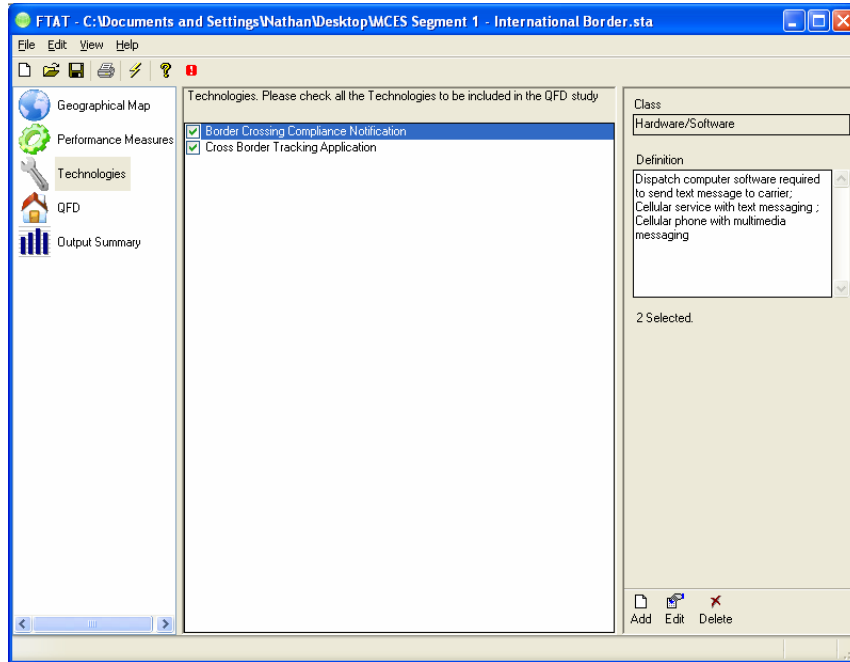 FTAT - C:\Documents and Settings\Nathan\Desktop\MCES Segment 1 - International Border.sta
File Edit View Help
Geographical Map
Performance Measures
Technologies
QFD
Output Summary
Technologies. Please check all the Technologies to be included in the QFD study
Border Crossing Compliance Notification
Cross Border Tracking Application
Class
Hardware/Software
Definition
Dispatch computer software required
to send text message to carrier;
Cellular service with text messaging ;
Cellular phone with multimedia
messaging
2 Selected.
Add Edit Delete